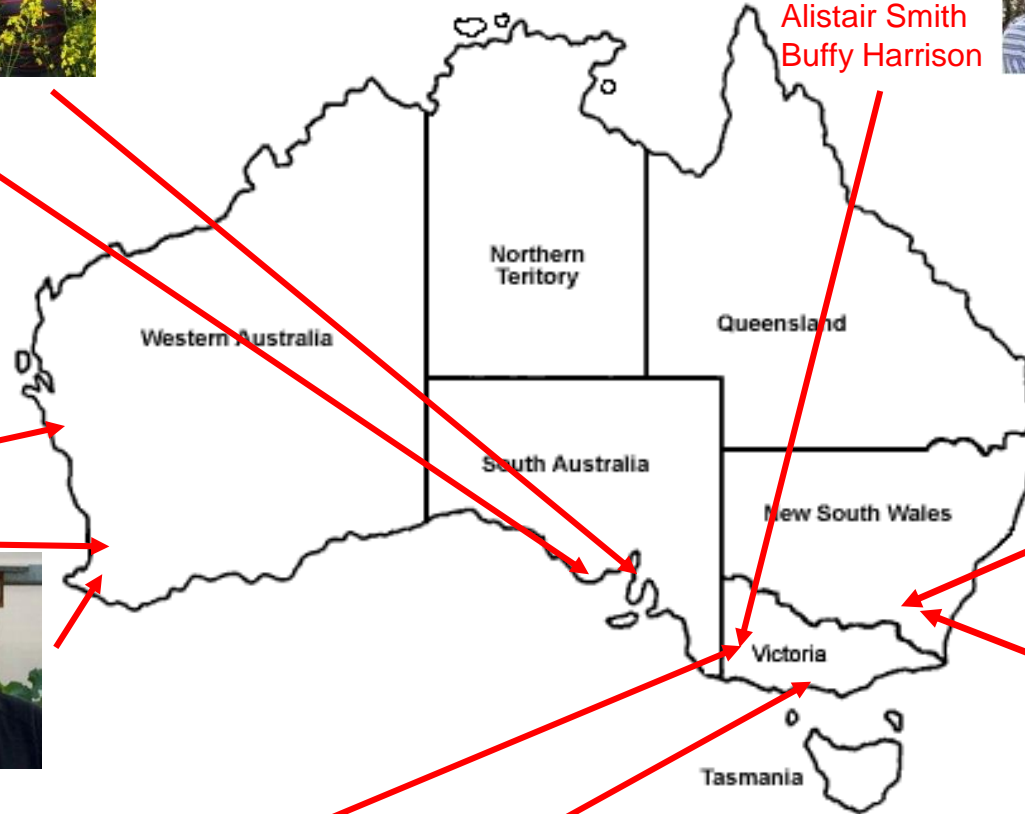 Alistair Smith
Buffy Harrison
Northern
Teritory
Western Australia
Queensland
South Australia
New South Wales
Victoria
Tasmania